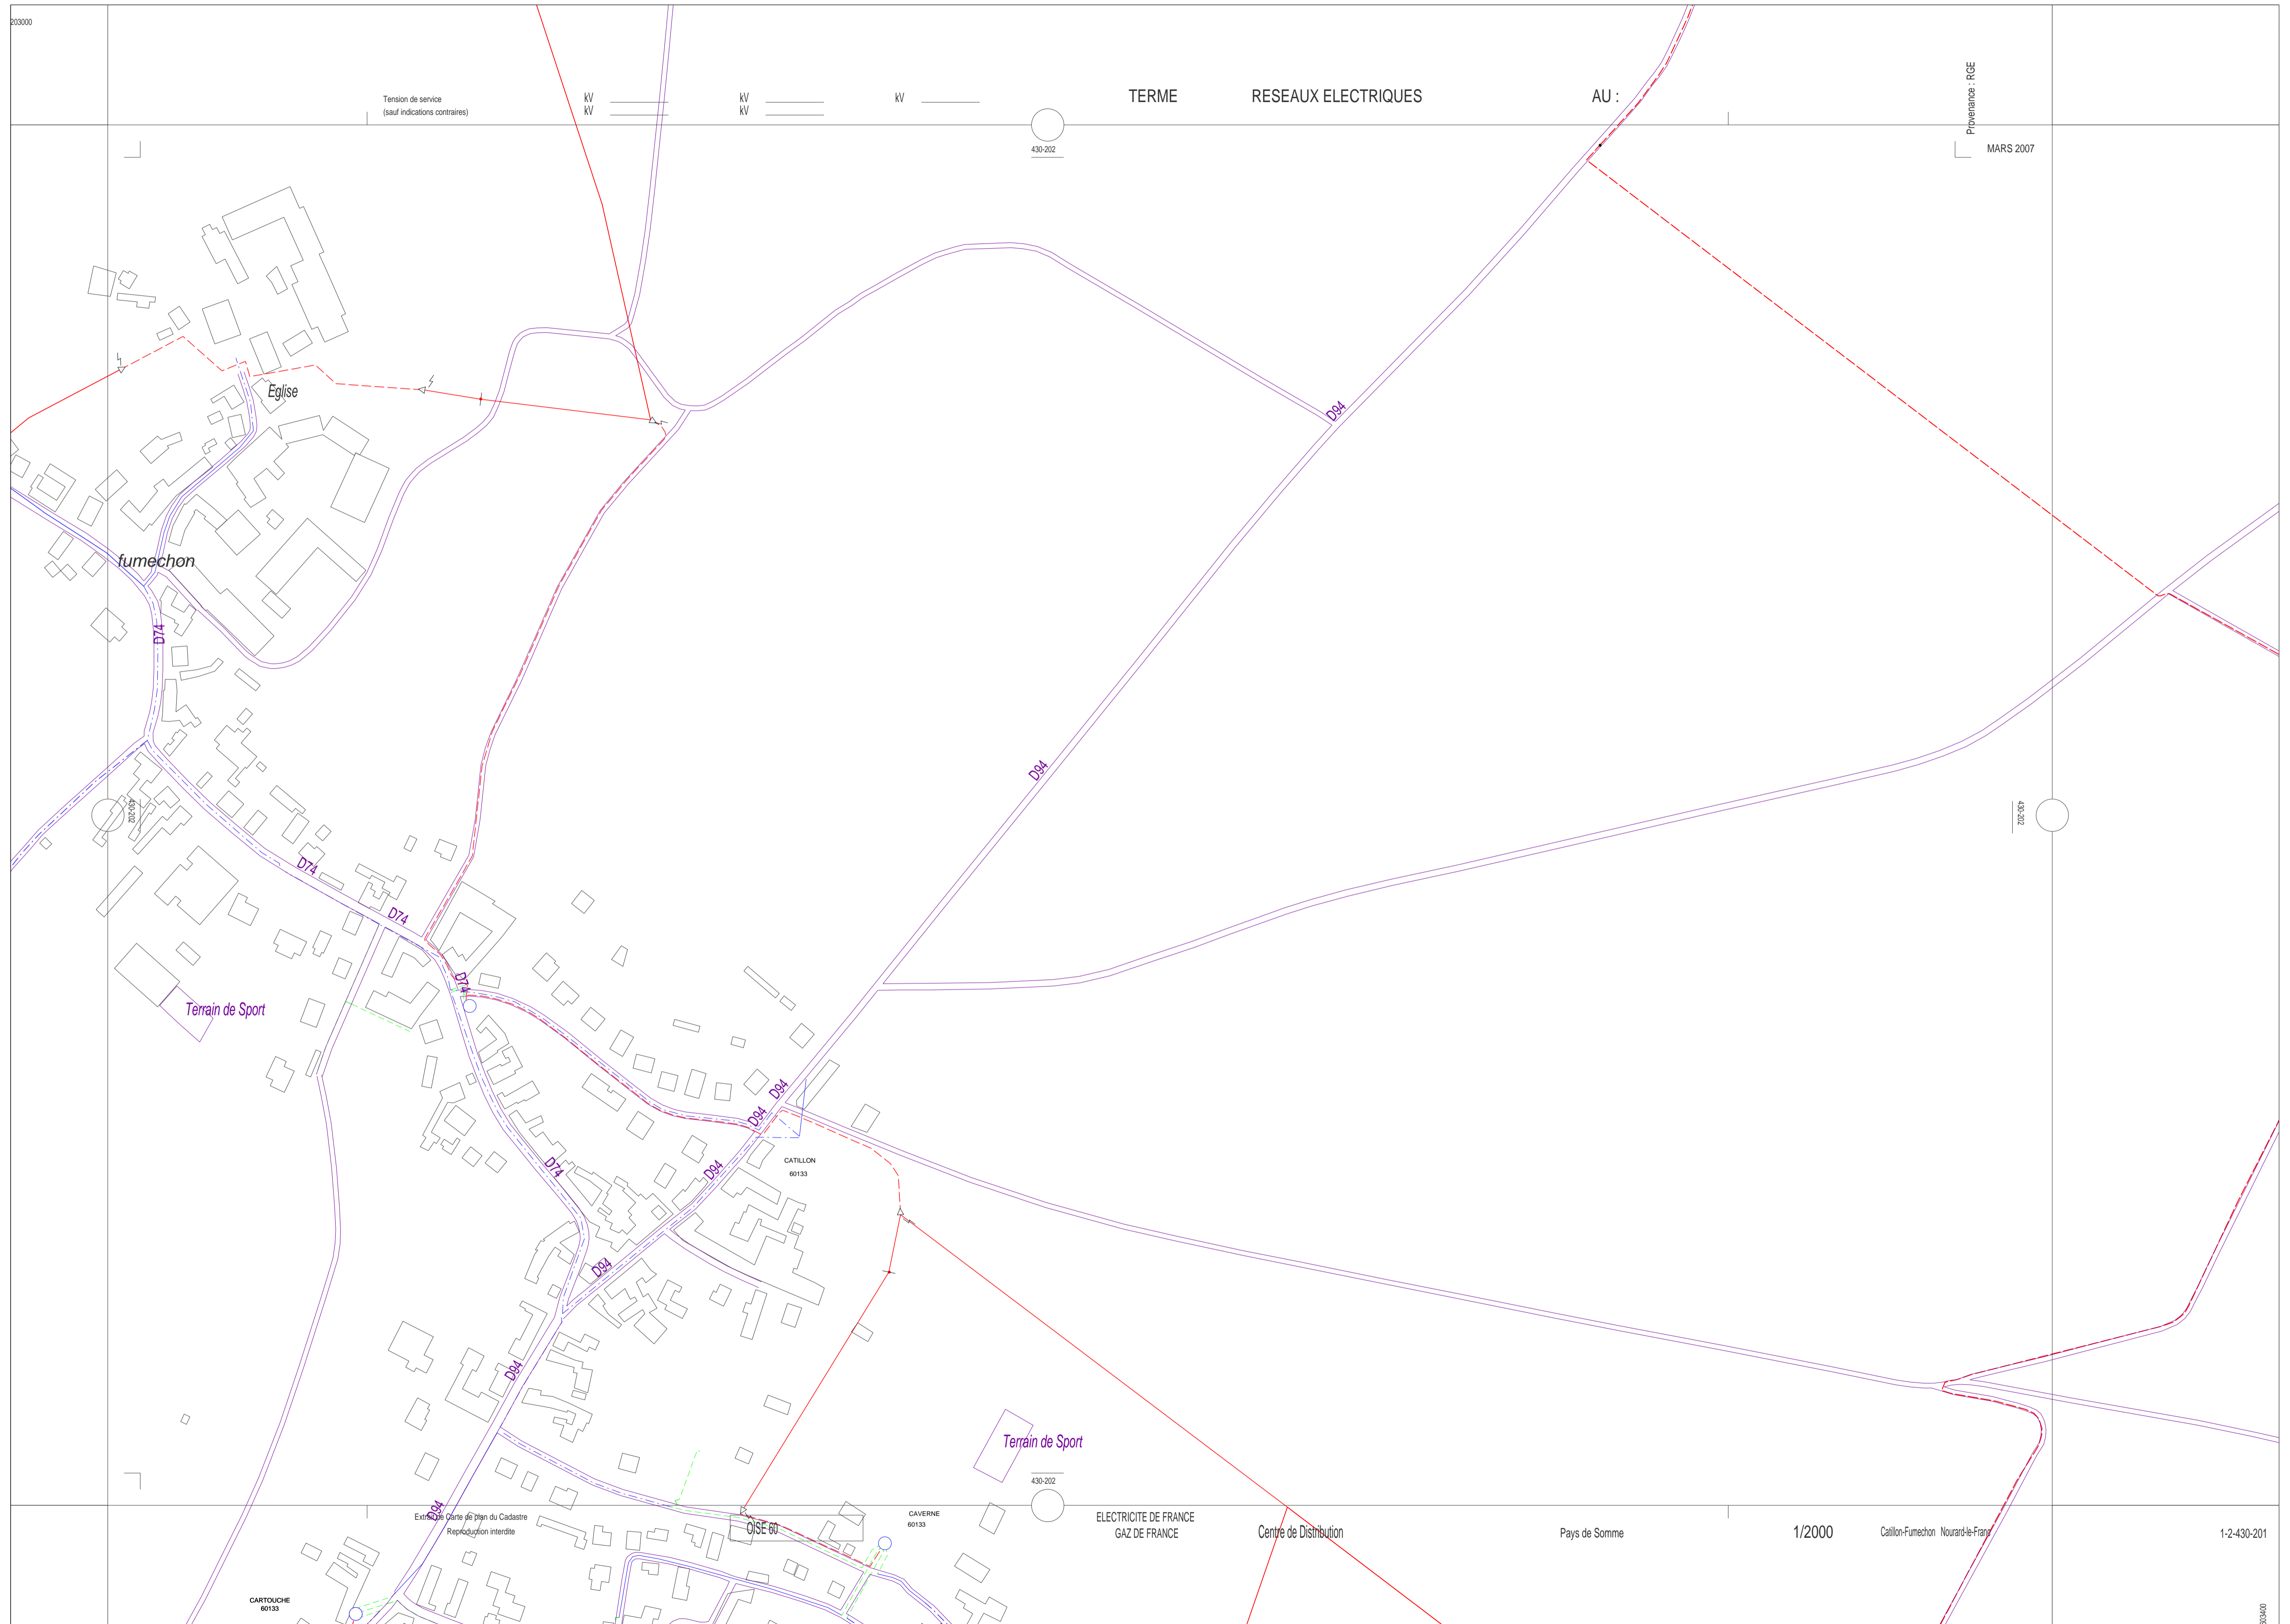 203000
Tension de service
(sauf indications contraires)
kV
kV
kV
kV
kV
TERME
RESEAUX ELECTRIQUES
AU :
Provenance : RGE
430-202
MARS 2007
Eglise
D94
fumechon
D74
D94
430-202
430-202
D74
D74
D74
Terrain de Sport
D94
D94
CATILLON
60133
D94
D74
D94
D94
Terrain de Sport
430-202
D94
Extrait de Carte de plan du Cadastre
Reproduction interdite
OISE 60
CAVERNE
60133
ELECTRICITE DE FRANCE
GAZ DE FRANCE
Centre de Distribution
Pays de Somme
1/2000
Catillon-Fumechon Nourard-le-Franc
1-2-430-201
CARTOUCHE
60133